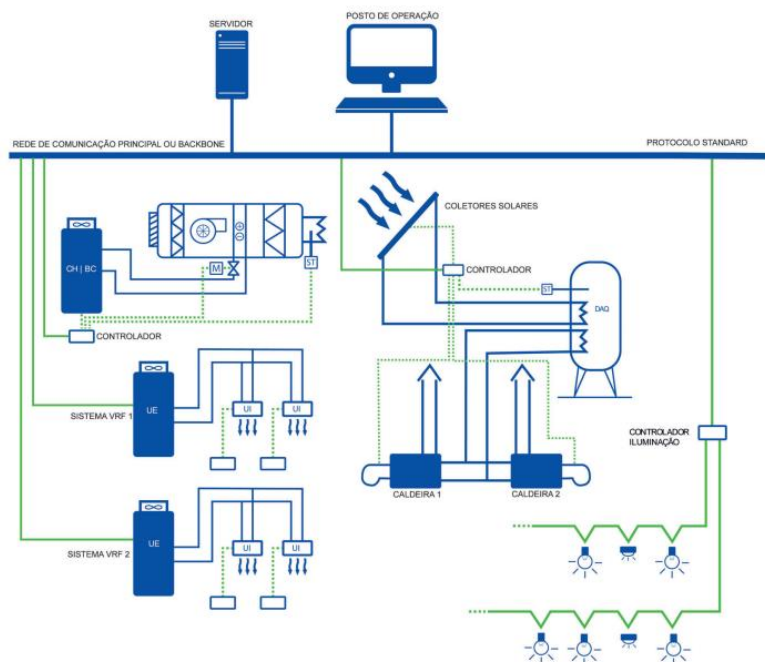 SERVIDOR
POSTO DE OPERAÇÃO
REDE DE COMUNICAÇÃO PRINCIPAL OU BACKBONE
PROTOCOLO STANDARD
COLETORES SOLARES
CH | BC
M
ST
CONTROLADOR
ST
DAQ
CONTROLADOR
SISTEMA VRF 1
UE
UI
UI
CONTROLADOR
ILUMINAÇÃO
CALDEIRA 1
CALDEIRA 2
SISTEMA VRF 2
UE
UI
UI